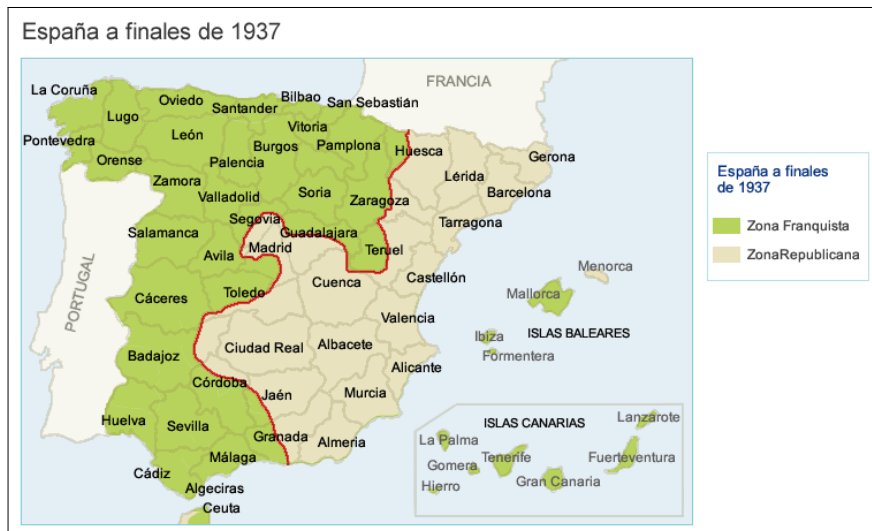 España a finales de 1937
FRANCIA
La Coruña
Lugo
Oviedo
Santander
Bilbao
San Sebastián
Pontevedra
León
Vitoria
Burgos
Pamplona
Huesca
Orense
Palencia
Lérida
Gerona
Zamora
Soria
Barcelona
Valladolid
Zaragoza
Segovia
Tarragona
Salamanca
Guadalajara
Madrid
Teruel
Avila
Cuenca
Castellón
Menorca
PORTUGAL
Cáceres
Toledo
Mallorca
Valencia
Ibiza
ISLAS BALEARES
Badajoz
Ciudad Real
Albacete
Formentera
Alicante
Córdoba
Jaén
Murcia
Huelva
Sevilla
Granada
Almeria
Málaga
Cádiz
Algeciras
Ceuta
ISLAS CANARIAS
Lanzarote
La Palma
Gomera
Tenerife
Fuerteventura
Hierro
Gran Canaria
España a finales
de 1937
Zona Franquista
ZonaRepublicana